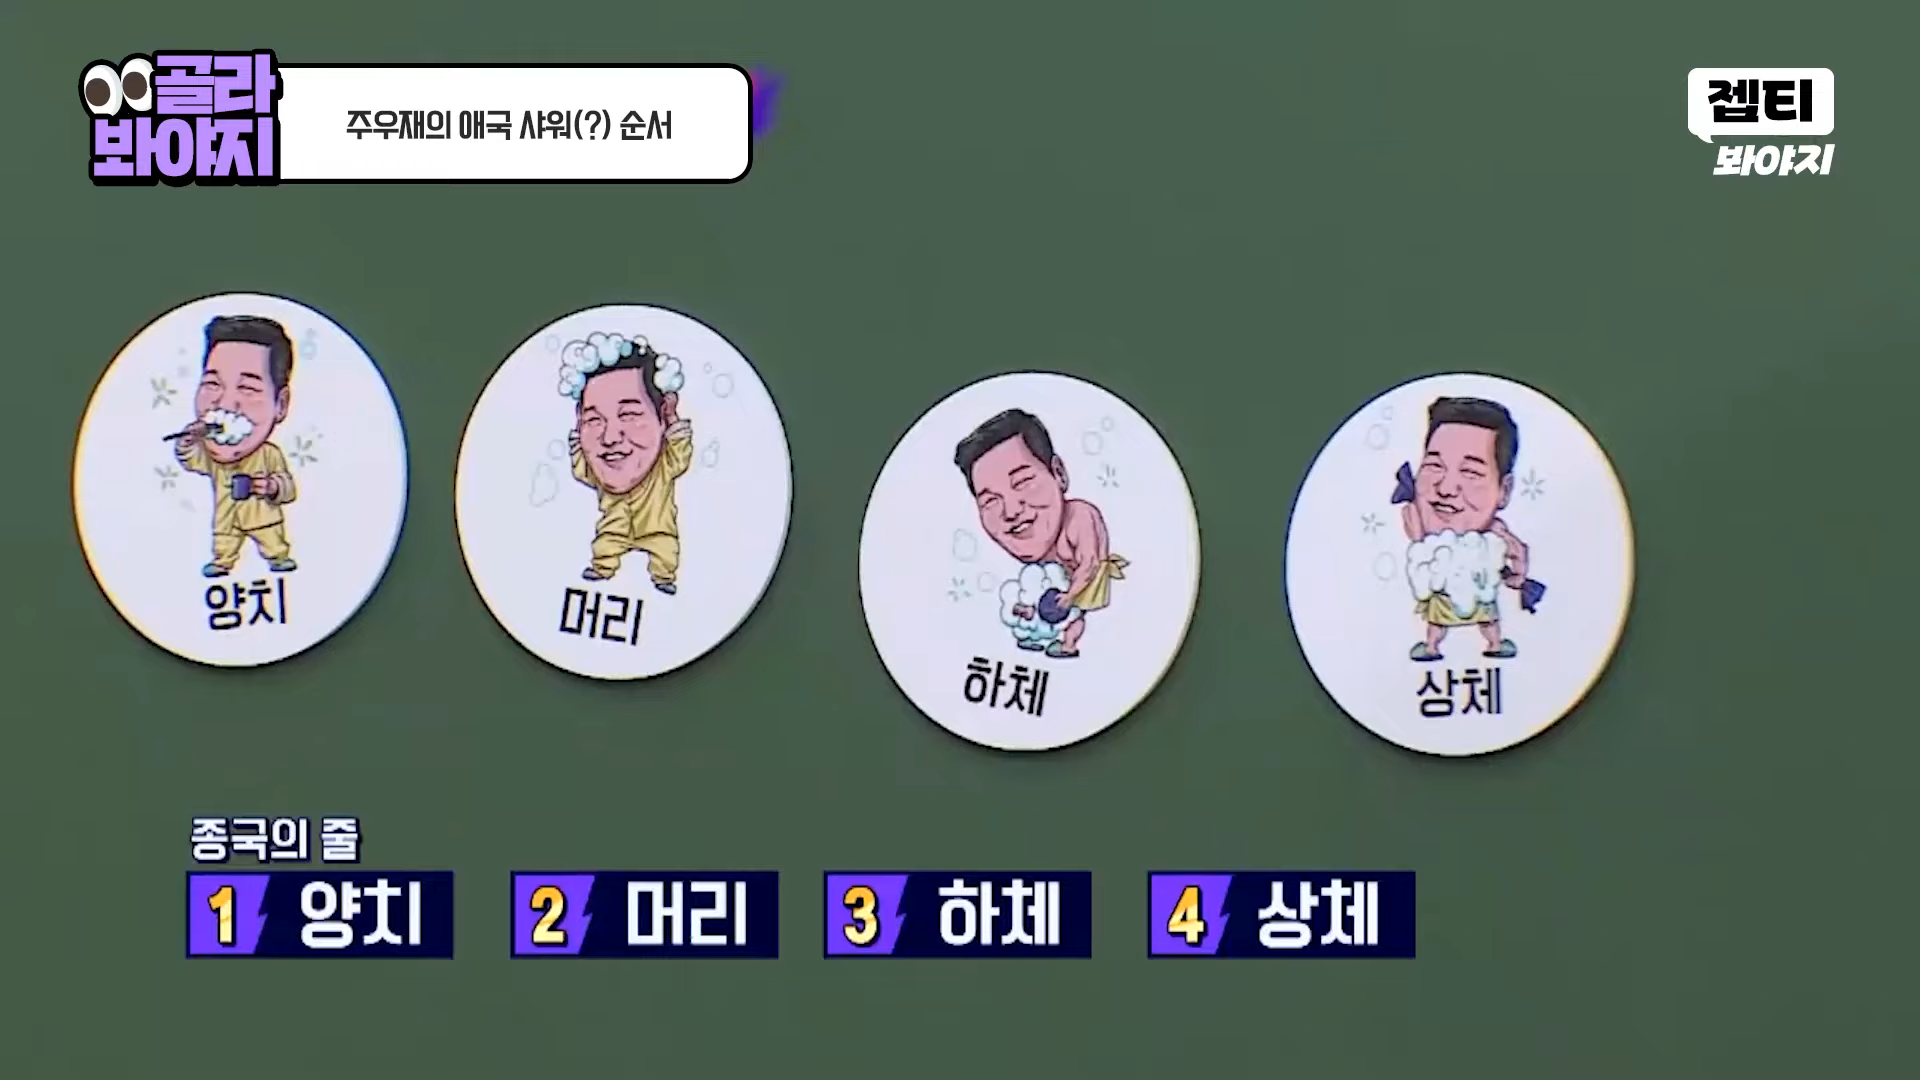 골라
봐야지
주우재의 애국 샤워(?) 순서
젭티
봐야지
양치
머리
하체
상체
종국의 줄
1 양치
2 머리
3 하체
4 상체